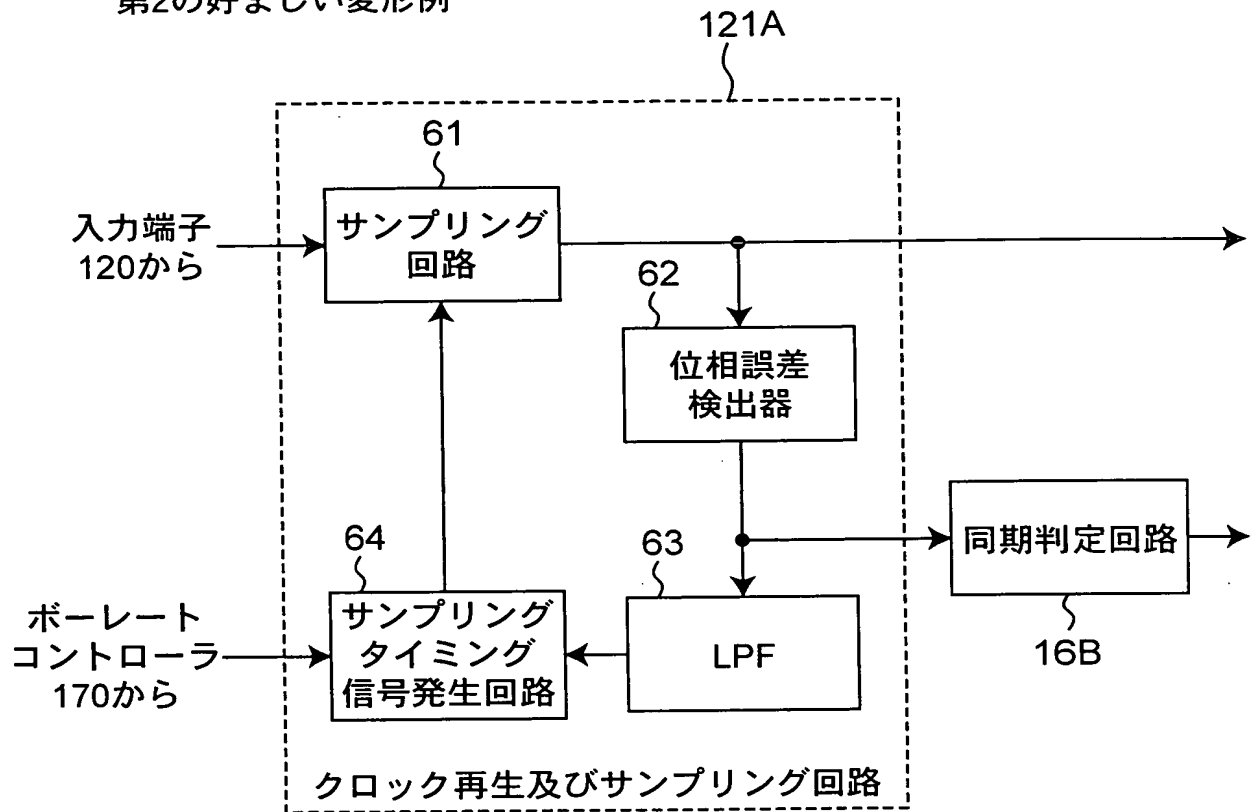 第2の好ましい変形例
121A
61
サンプリング
回路
入力端子
120から
62
位相誤差
検出器
64
サンプリング
タイミング
信号発生回路
63
LPF
同期判定回路
16B
ボーレート
コントローラ
170から
クロック再生及びサンプリング回路